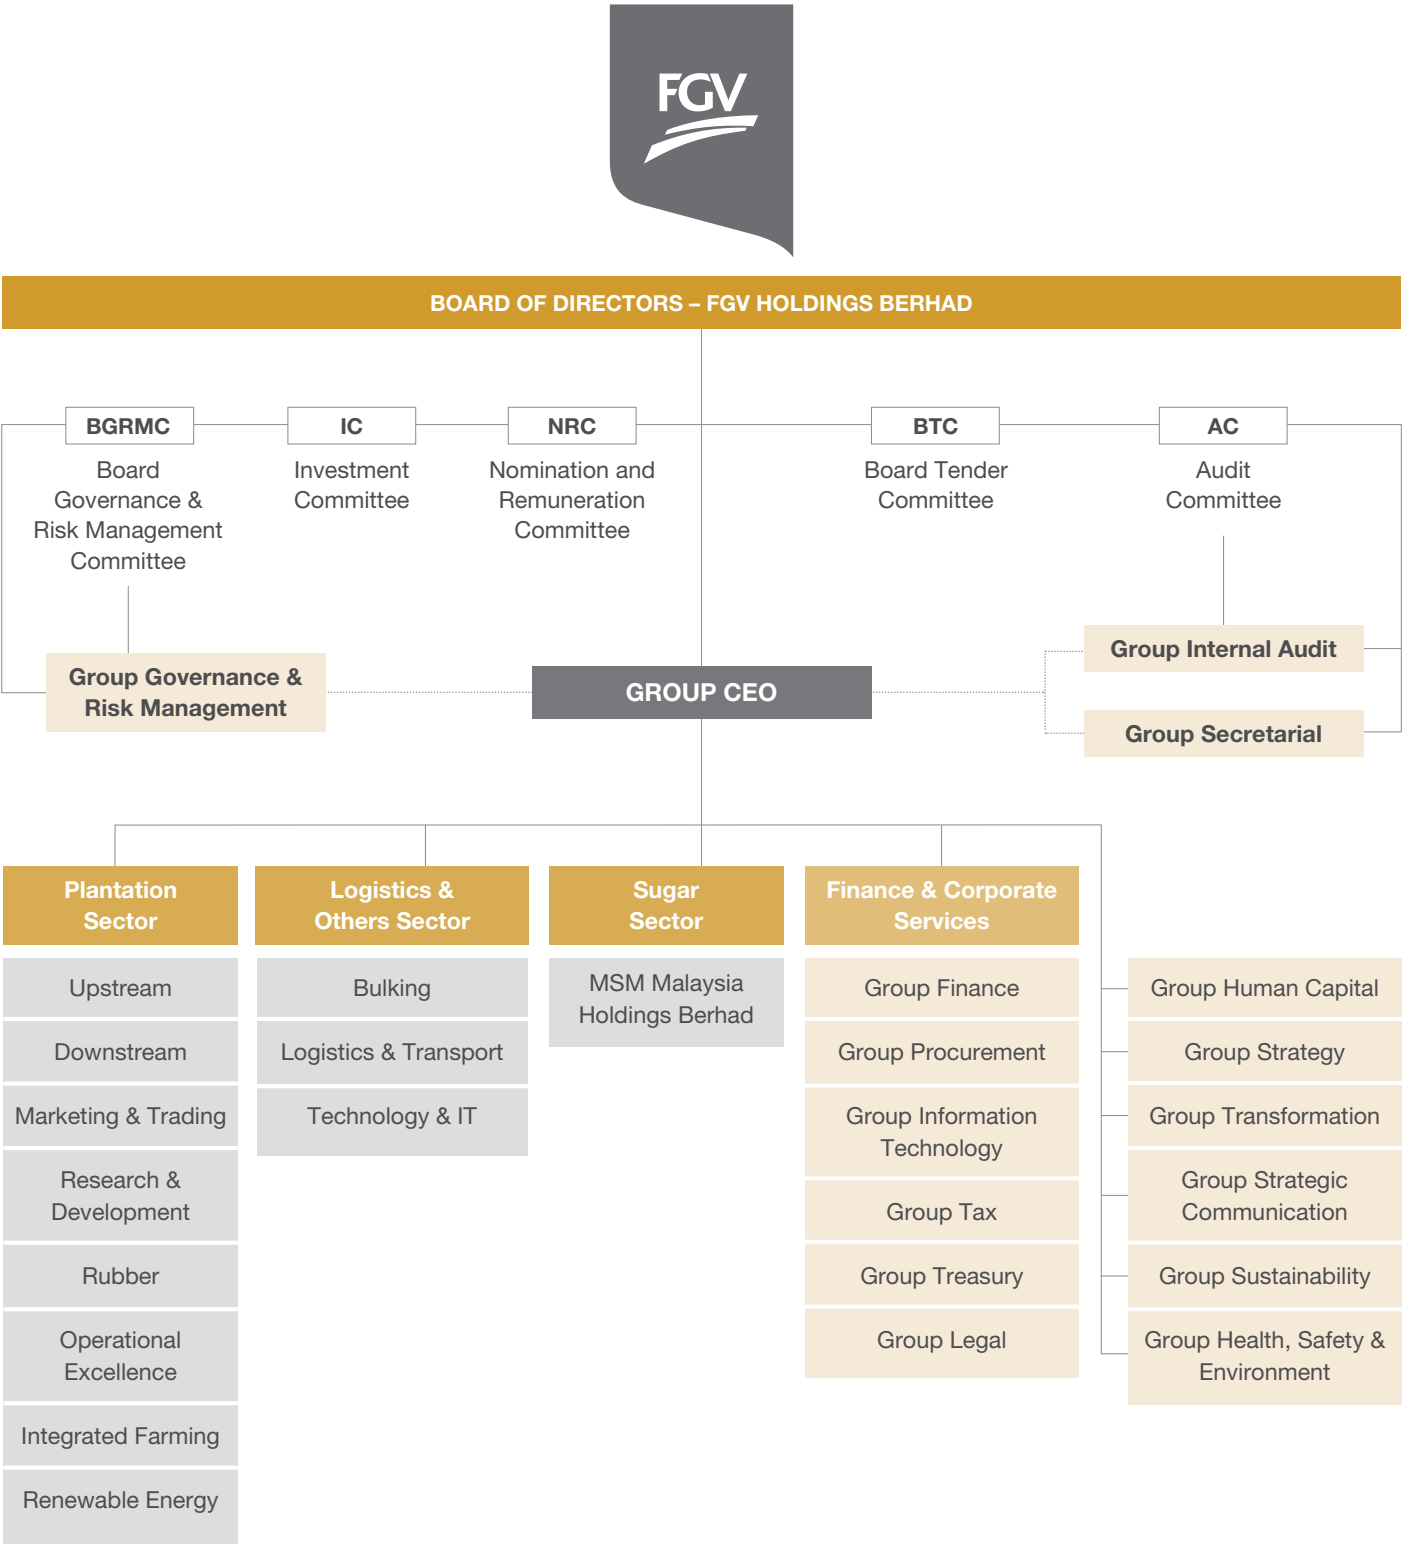 FGV
BOARD OF DIRECTORS – FGV HOLDINGS BERHAD
BGRMC
Board
Governance &
Risk Management
Committee
IC
Investment
Committee
NRC
Nomination and
Remuneration
Committee
BTC
Board Tender
Committee
AC
Audit
Committee
Group Governance &
Risk Management
GROUP CEO
Group Internal Audit
Group Secretarial
Plantation
Sector
Upstream
Downstream
Marketing & Trading
Research &
Development
Rubber
Operational
Excellence
Integrated Farming
Renewable Energy
Logistics &
Others Sector
Bulking
Logistics & Transport
Technology & IT
Sugar
Sector
MSM Malaysia
Holdings Berhad
Finance & Corporate
Services
Group Finance
Group Procurement
Group Information
Technology
Group Tax
Group Treasury
Group Legal
Group Human Capital
Group Strategy
Group Transformation
Group Strategic
Communication
Group Sustainability
Group Health, Safety &
Environment